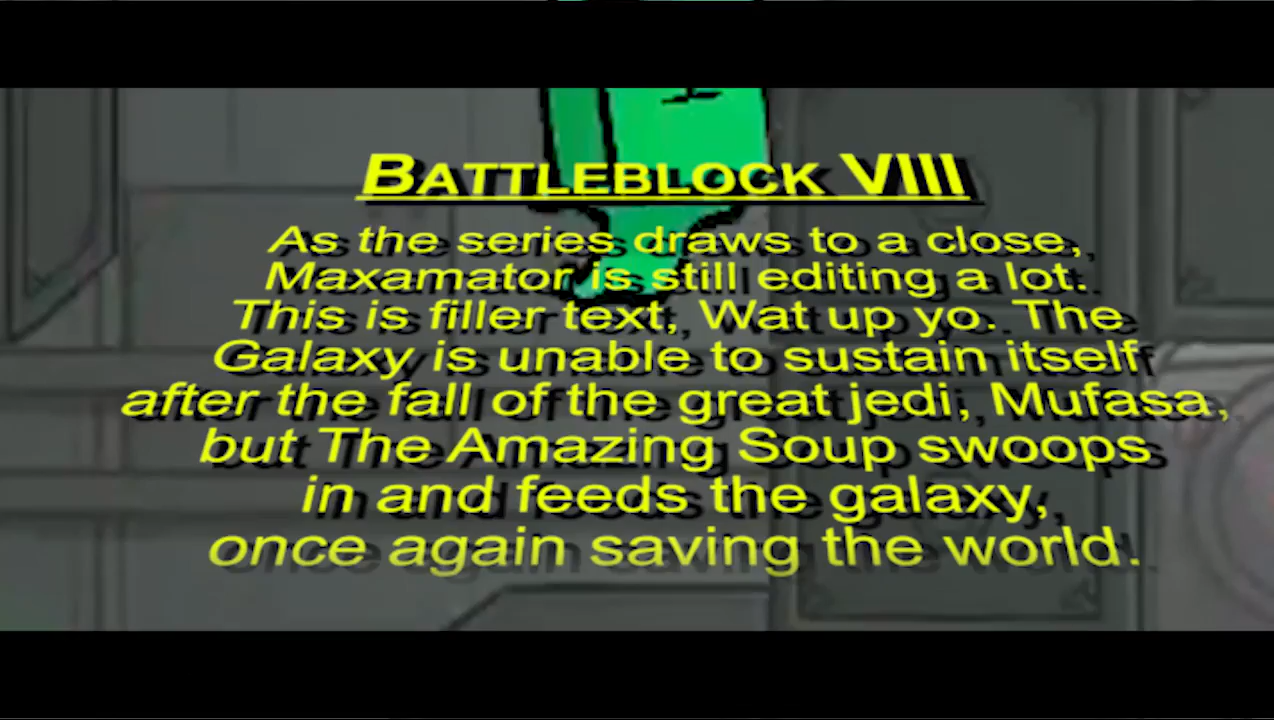 BATTLEBLOCK VIII
As the series draws to a close,
Maxamator is still editing a lot.
This is filler text, Wat up yo. The
Galaxy is unable to sustain itself
after the fall of the great jedi, Mufasa,
but The Amazing Soup swoops
in and feeds the galaxy,
once again saving the world.